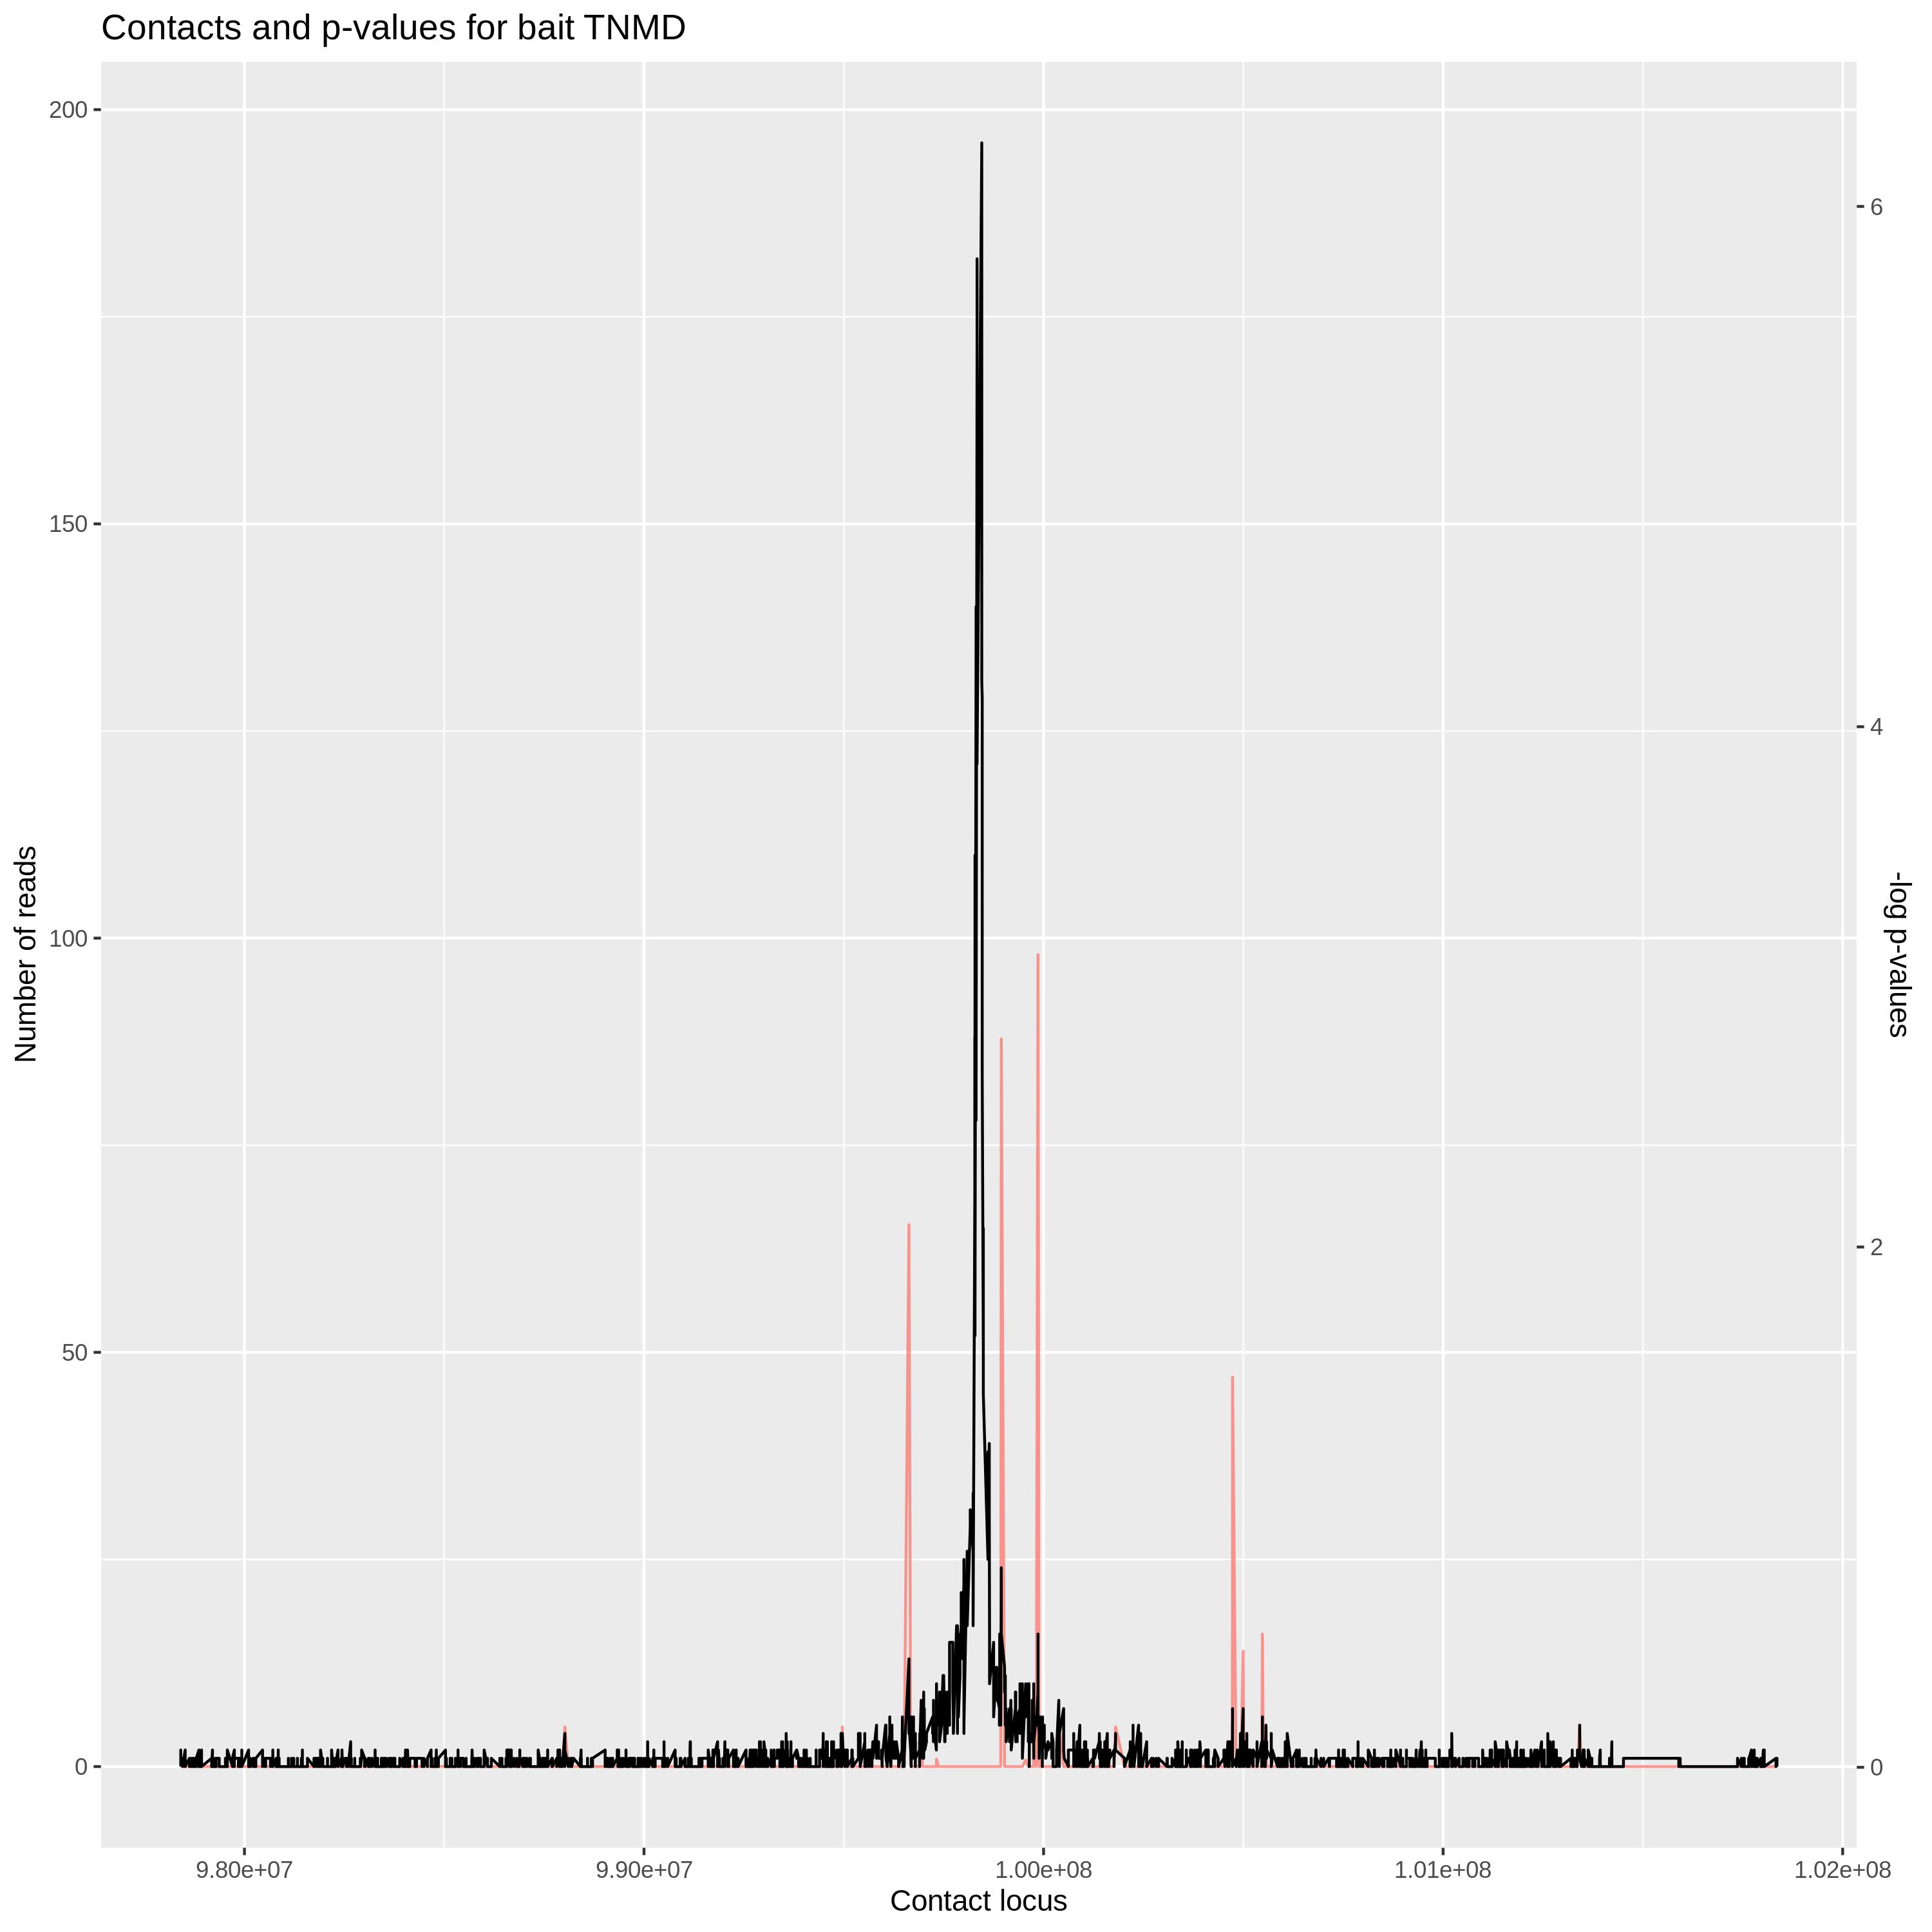 Contacts and p-values for bait TNMD
200
150
100
50
0
Number of reads
6
4
2
0
-log p-values
9.80e+07
9.90e+07
1.00e+08
1.01e+08
1.02e+08
Contact locus